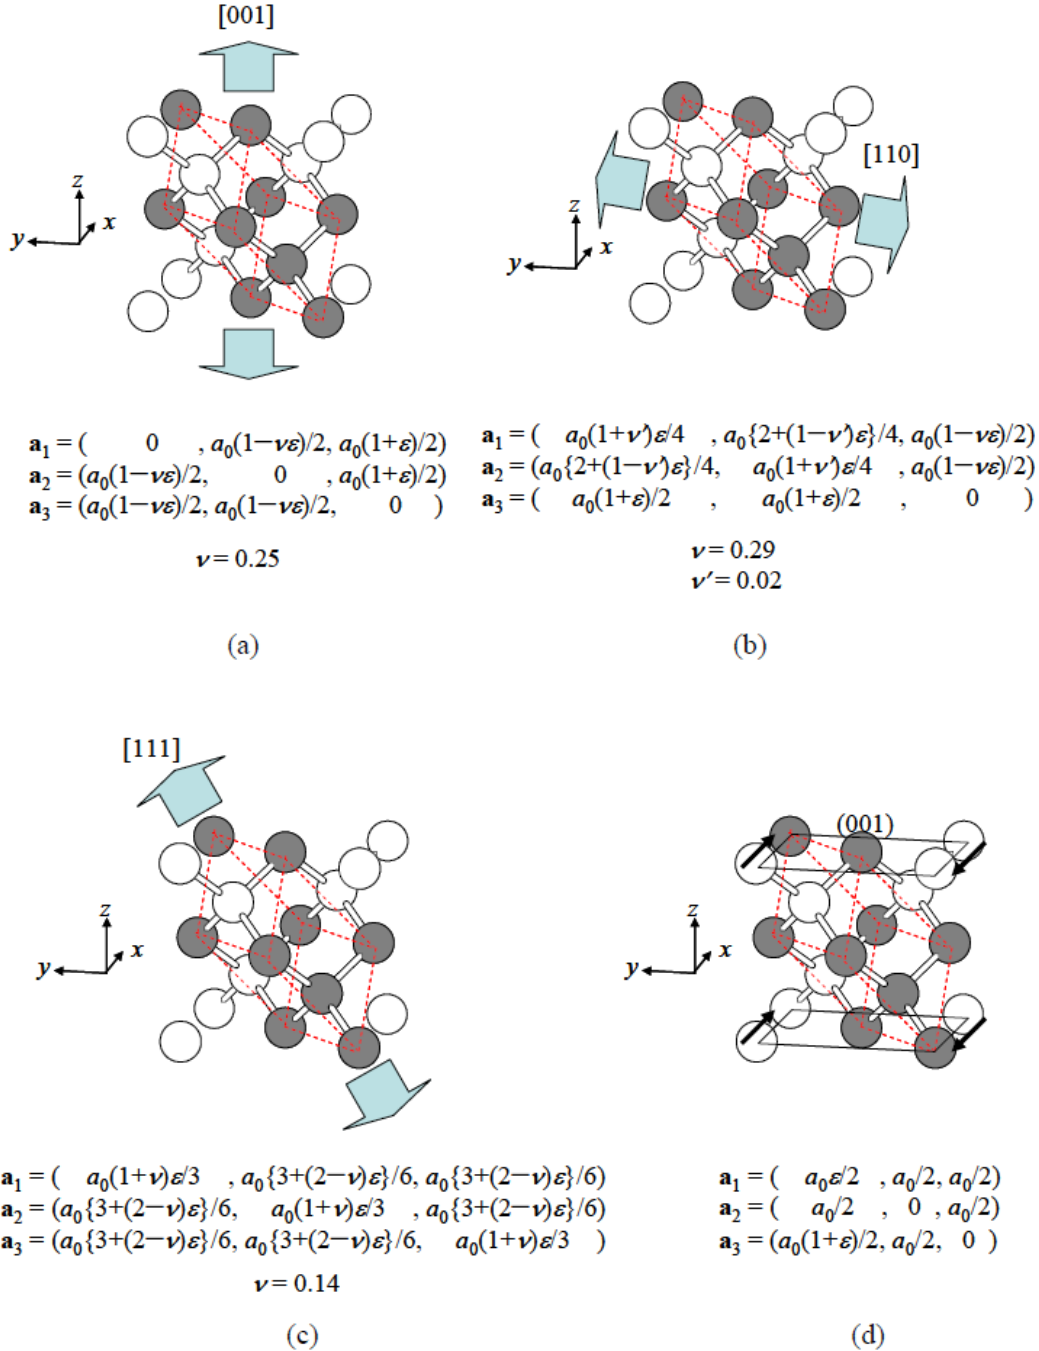 [001]
z
x
y
a₁ = ( 0 , a₀(1−νε)/2, a₀(1+ε)/2)
a₂ = (a₀(1−νε)/2, 0 , a₀(1+ε)/2)
a₃ = (a₀(1−νε)/2, a₀(1−νε)/2, 0 )
ν = 0.25
(a)
[110]
z
x
y
a₁ = ( a₀(1+ν')ε/4 , a₀{2+(1−ν')ε}/4, a₀(1−νε)/2)
a₂ = (a₀{2+(1−ν')ε}/4, a₀(1+ν')ε/4 , a₀(1−νε)/2)
a₃ = ( a₀(1+ε)/2 , a₀(1+ε)/2 , 0 )
ν = 0.29
ν' = 0.02
(b)
[111]
z
x
y
a₁ = ( a₀(1+ν)ε/3 , a₀{3+(2−ν)ε}/6, a₀{3+(2−ν)ε}/6)
a₂ = (a₀{3+(2−ν)ε}/6, a₀(1+ν)ε/3 , a₀{3+(2−ν)ε}/6)
a₃ = (a₀{3+(2−ν)ε}/6, a₀{3+(2−ν)ε}/6, a₀(1+ν)ε/3 )
ν = 0.14
(c)
(001)
z
x
y
a₁ = ( a₀ε/2 , a₀/2, a₀/2)
a₂ = ( a₀/2 , 0 , a₀/2)
a₃ = (a₀(1+ε)/2, a₀/2, 0 )
(d)